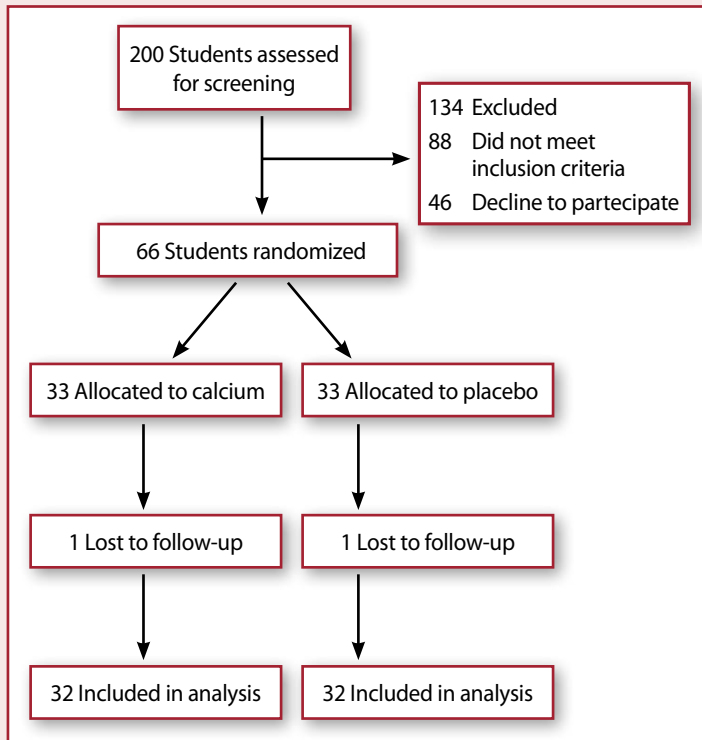 200 Students assessed
for screening
134 Excluded
88 Did not meet
inclusion criteria
46 Decline to partecipate
66 Students randomized
33 Allocated to calcium
33 Allocated to placebo
1 Lost to follow-up
1 Lost to follow-up
32 Included in analysis
32 Included in analysis